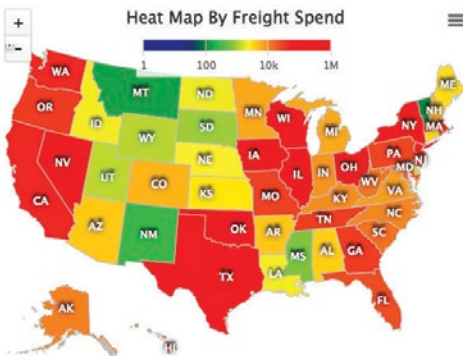 Heat Map By Freight Spend
+
−
1 100 10k 1M
WA
MT
ND
MN
WI
ME
OR
ID
WY
SD
MI
NH
NY
MA
NV
UT
CO
NE
KS
IA
IL
IN
OH
PA
NJ
MD
WV
VA
KY
CA
AZ
NM
OK
MO
AR
TN
NC
SC
TX
LA
MS
AL
GA
FL
AK
HI